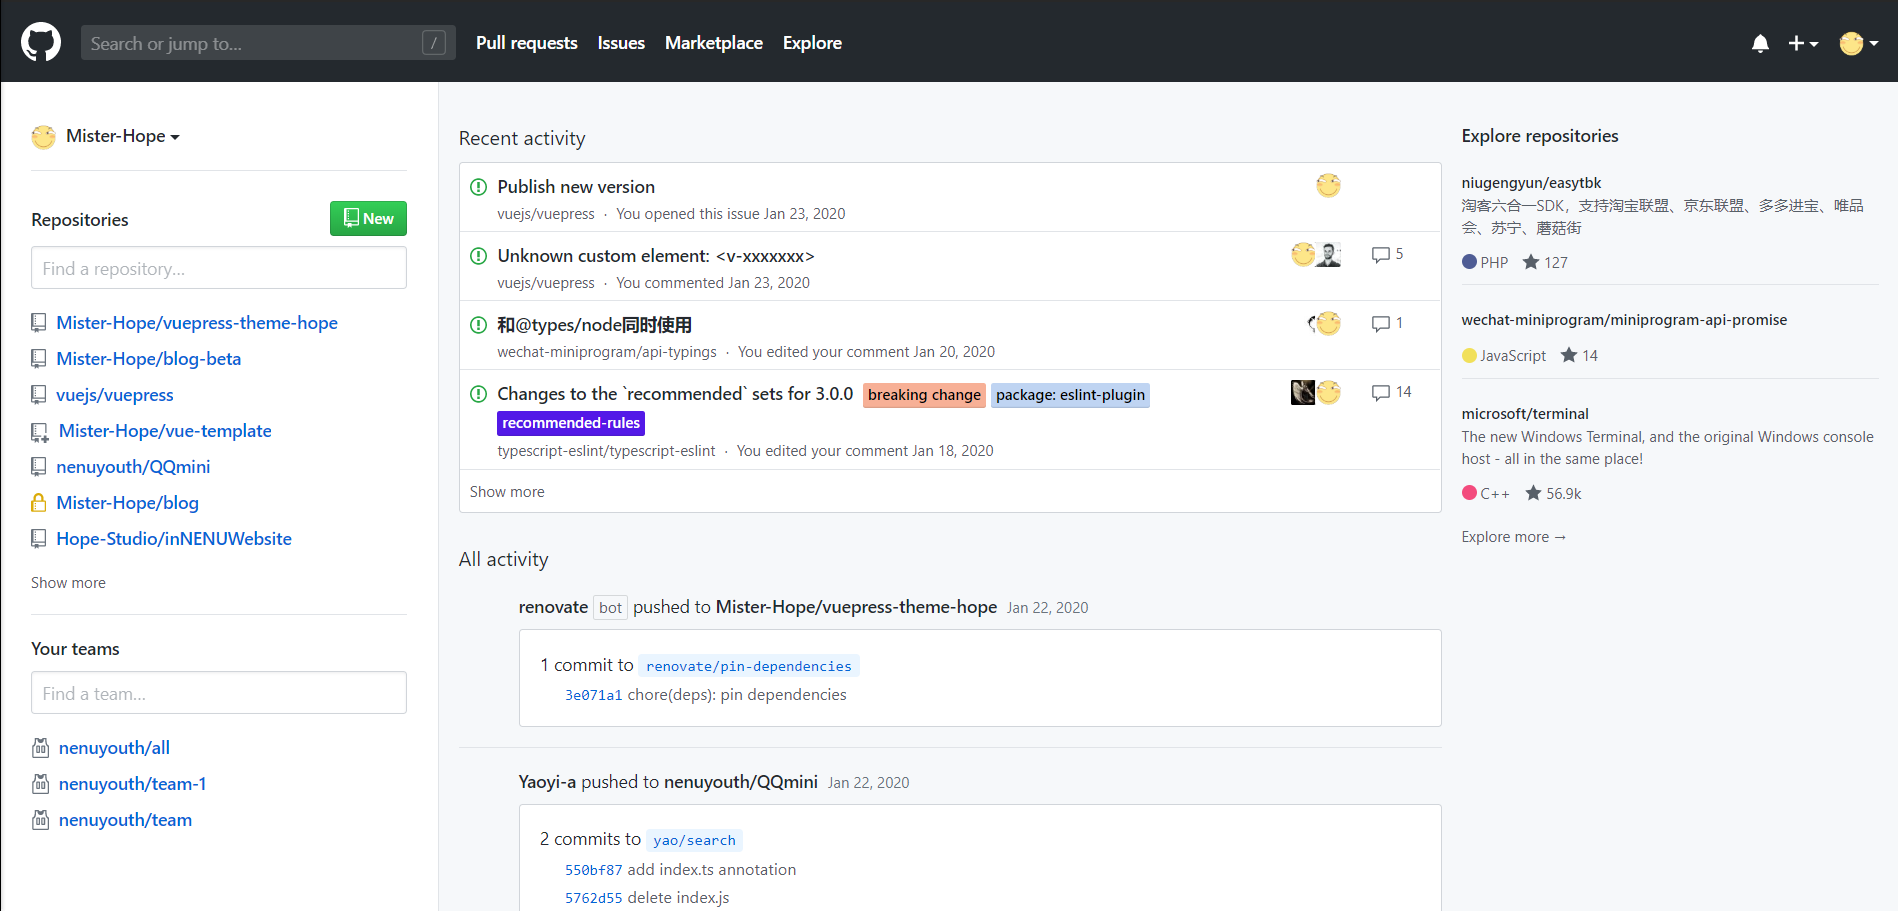 Search or jump to...
/
Pull requests
Issues
Marketplace
Explore
Mister-Hope
Repositories
New
Find a repository...
Mister-Hope/vuepress-theme-hope
Mister-Hope/blog-beta
vuejs/vuepress
Mister-Hope/vue-template
nenuyouth/QQmini
Mister-Hope/blog
Hope-Studio/inNENUWebsite
Show more
Your teams
Find a team...
nenuyouth/all
nenuyouth/team-1
nenuyouth/team
Recent activity
Publish new version
vuejs/vuepress · You opened this issue Jan 23, 2020
Unknown custom element: <v-xxxxxxx>
5
vuejs/vuepress · You commented Jan 23, 2020
和@types/node同时使用
1
wechat-miniprogram/api-typings · You edited your comment Jan 20, 2020
Changes to the `recommended` sets for 3.0.0 breaking change package: eslint-plugin
14
recommended-rules
typescript-eslint/typescript-eslint · You edited your comment Jan 18, 2020
Show more
All activity
renovate bot pushed to Mister-Hope/vuepress-theme-hope Jan 22, 2020
1 commit to renovate/pin-dependencies
3e071a1 chore(deps): pin dependencies
Yaoyi-a pushed to nenuyouth/QQmini Jan 22, 2020
2 commits to yao/search
550bf87 add index.ts annotation
5762d55 delete index.js
Explore repositories
niugengyun/easytbk
淘客六合一SDK，支持淘宝联盟、京东联盟、多多进宝、唯品
会、苏宁、蘑菇街
PHP 127
wechat-miniprogram/miniprogram-api-promise
JavaScript 14
microsoft/terminal
The new Windows Terminal, and the original Windows console
host - all in the same place!
C++ 56.9k
Explore more →